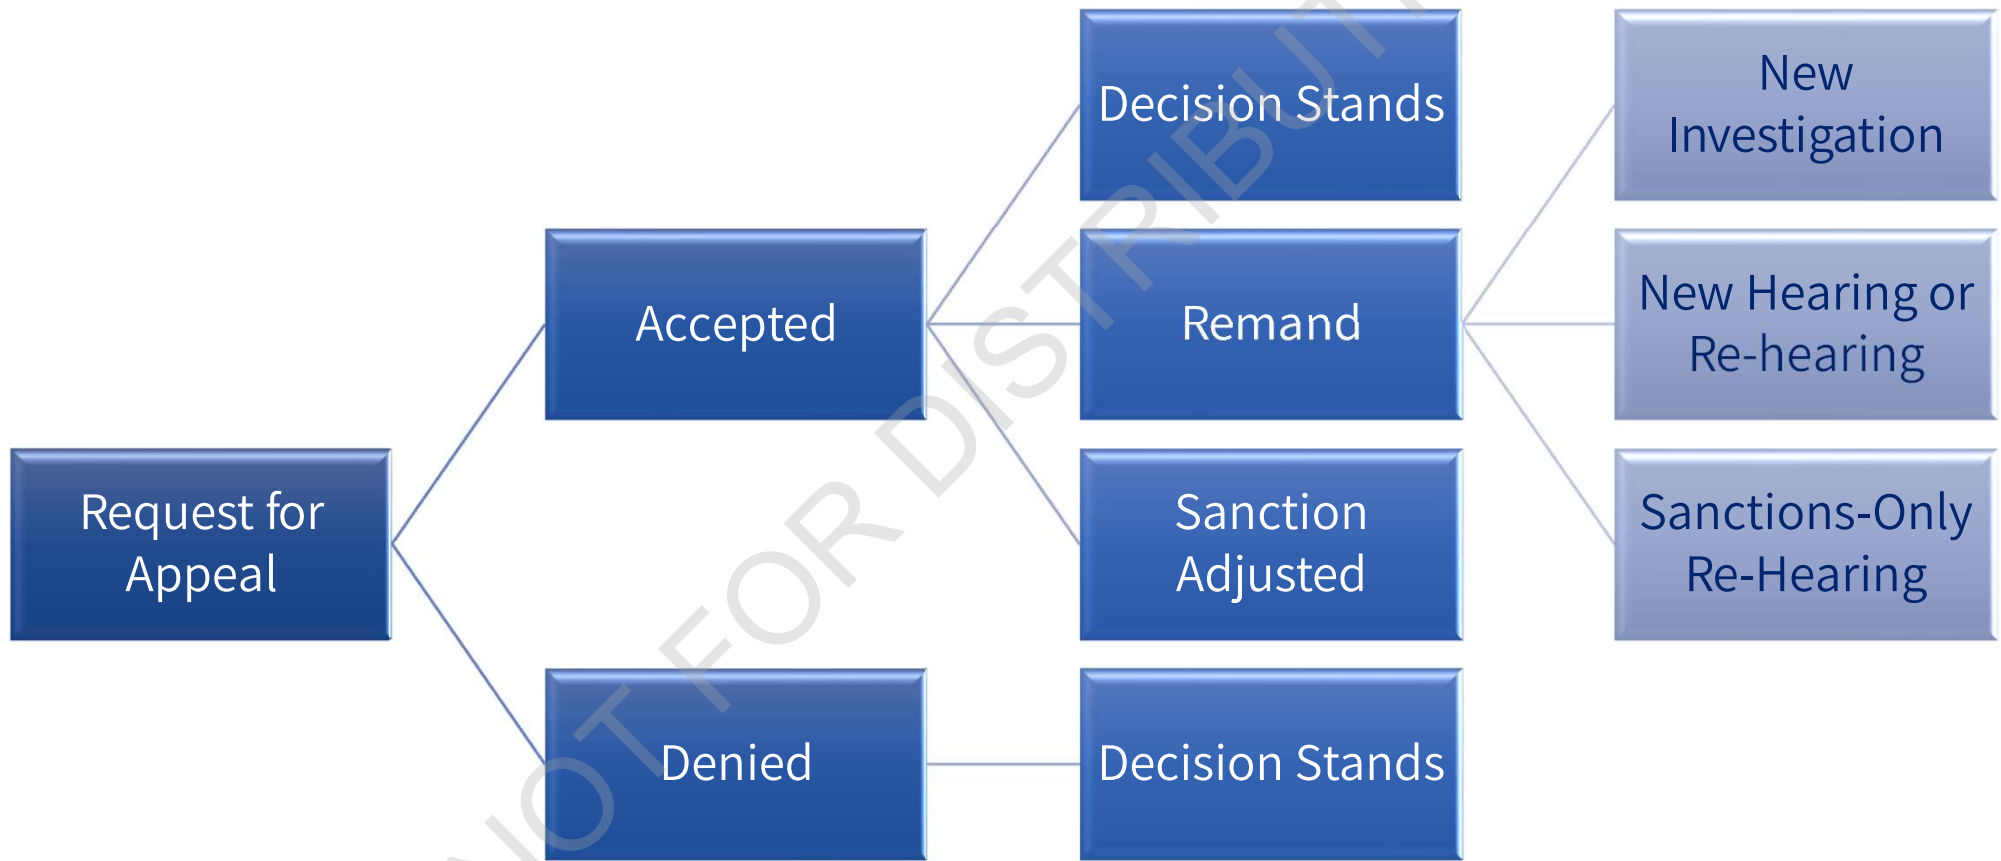 Request for
Appeal
Accepted
Denied
Decision Stands
Remand
Sanction
Adjusted
Decision Stands
New
Investigation
New Hearing or
Re-hearing
Sanctions-Only
Re-Hearing
NOT FOR DISTRIBUT